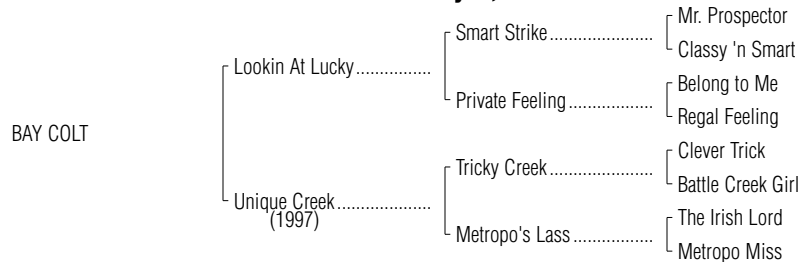 Mr. Prospector
Smart Strike.....................
Classy 'n Smart
Lookin At Lucky...............
Belong to Me
Private Feeling.................
Regal Feeling
BAY COLT
Clever Trick
Tricky Creek.....................
Battle Creek Girl
Unique Creek...................
(1997)
The Irish Lord
Metropo's Lass................
Metropo Miss